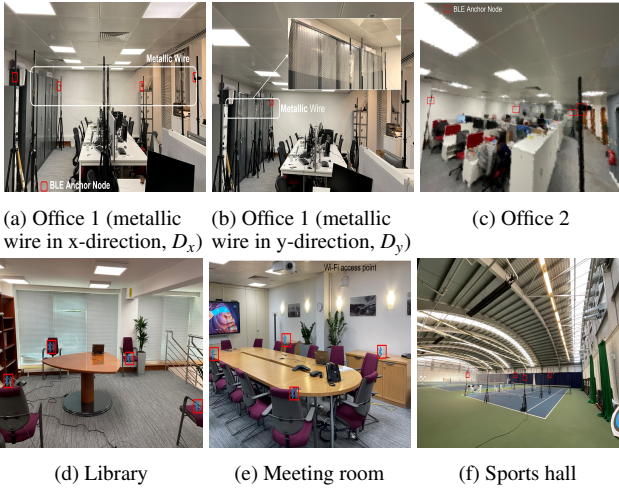 Metallic Wire
BLE Anchor Node
Metallic Wire
BLE Anchor Node
(a) Office 1 (metallic
wire in x-direction, Dx)
(b) Office 1 (metallic
wire in y-direction, Dy)
(c) Office 2
Wi-Fi access point
(d) Library
(e) Meeting room
(f) Sports hall